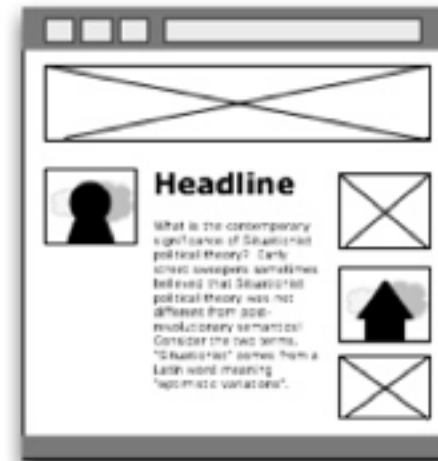 Headline
What is the contemporary
significance of Situationist
political theory? Early
street sweepers sometimes
believed that Situationist
political theory was not
different from post-
revolutionary semantics!
Consider the two terms.
"Situationist" comes from a
Latin word meaning
"optimistic variations".